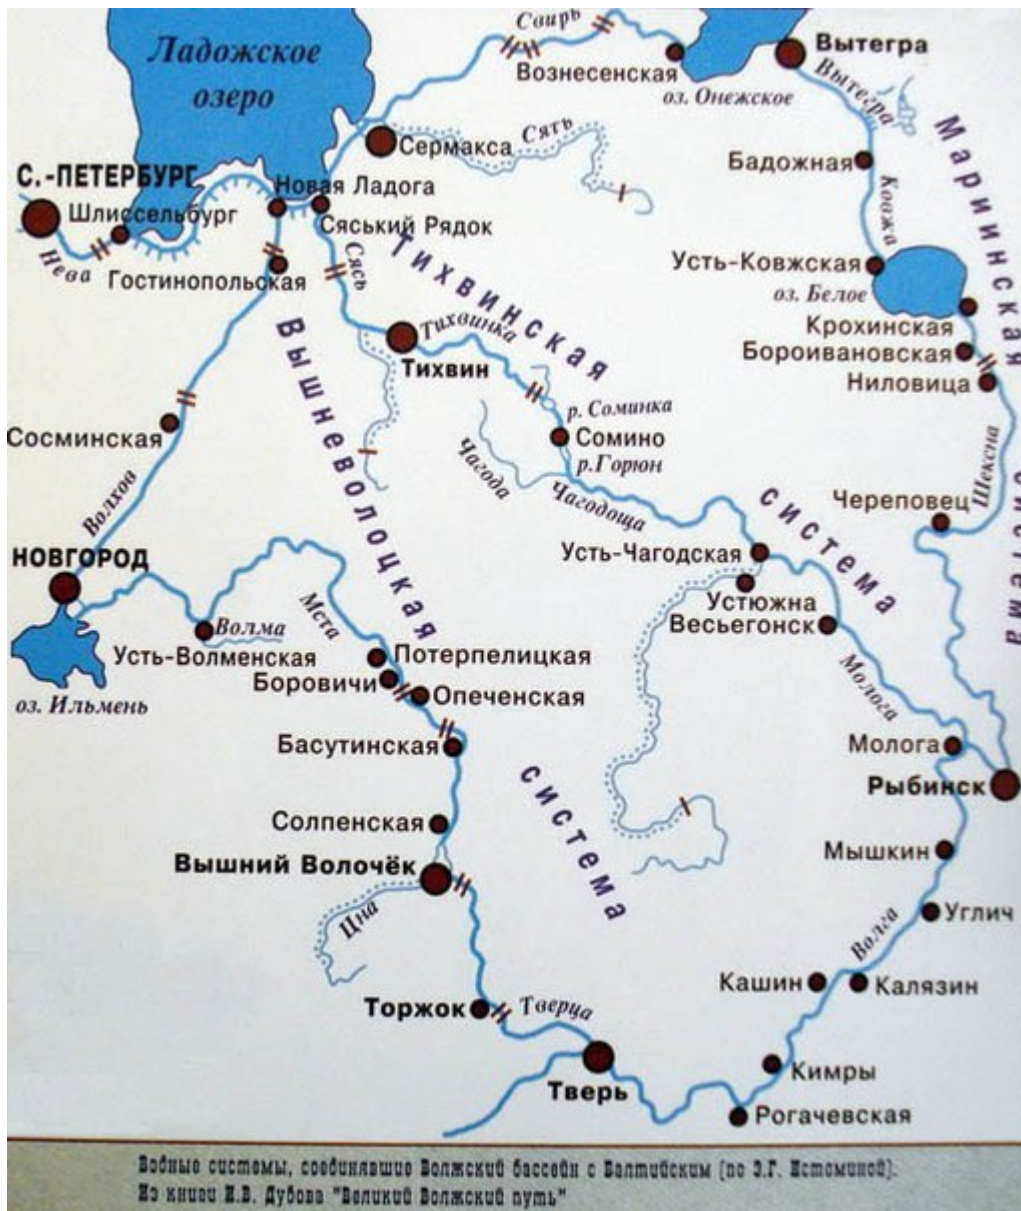 Свирь
Ладожское
озеро
Вознесенская
оз. Онежское
Вытегра
Вытегра
Сермакса
Сять
Бадожная
Мариинская
система
С.-ПЕТЕРБУРГ
Шлиссельбург
Нева
Новая Ладога
Сяський Рядок
Гостинопольская
Сясь
Тихвинская
система
Ковжа
Усть-Ковжская
оз. Белое
Крохинская
Бороивановская
Ниловица
Вышневолоцкая
система
Тихвинка
Тихвин
р. Соминка
Сомино
р.Горюн
Чагода
Чагодоща
Сосминская
Волхов
Череповец
Шексна
НОВГОРОД
Усть-Чагодская
Устюжна
Весьегонск
Мста
Волма
Усть-Волменская
Потерпелицкая
Боровичи
Опеченская
оз. Ильмень
Молога
Басутинская
Молога
Рыбинск
Солпенская
Вышний Волочёк
Мышкин
Цна
Углич
Волга
Кашин
Калязин
Торжок
Тверца
Тверь
Кимры
Рогачевская
Водные системы, соединявшие Волжский бассейн с Балтийским (по Э.Г. Истоминой).
Из книги И.В. Дубова "Великий Волжский путь"